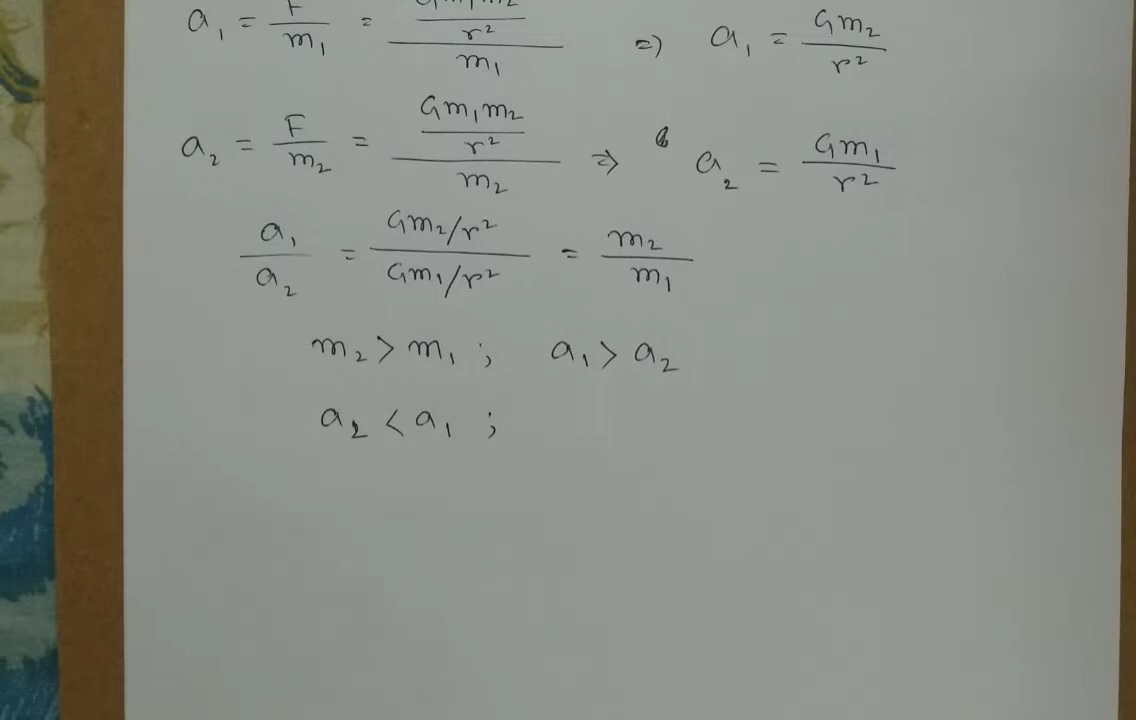 a₁ = F/m₁ = (Gm₁m₂/r²)/m₁ => a₁ = Gm₂/r²
a₂ = F/m₂ = (Gm₁m₂/r²)/m₂ => a₂ = Gm₁/r²
a₁/a₂ = (Gm₂/r²)/(Gm₁/r²) = m₂/m₁
m₂ > m₁ ; a₁ > a₂
a₂ < a₁ ;